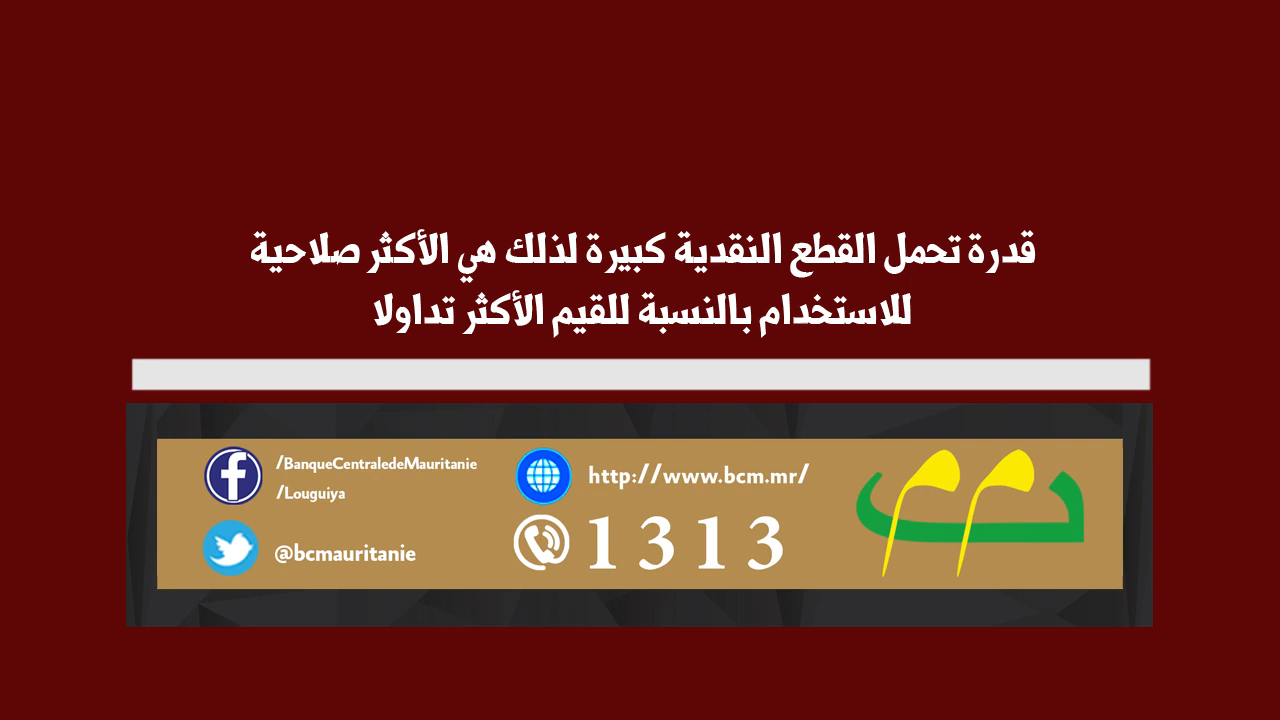 قدرة تحمل القطع النقدية كبيرة لذلك هي الأكثر صلاحية
للاستخدام بالنسبة للقيم الأكثر تداولا
/BanqueCentraledeMauritanie
/Louguiya
@bcmauritanie
http://www.bcm.mr/
1313